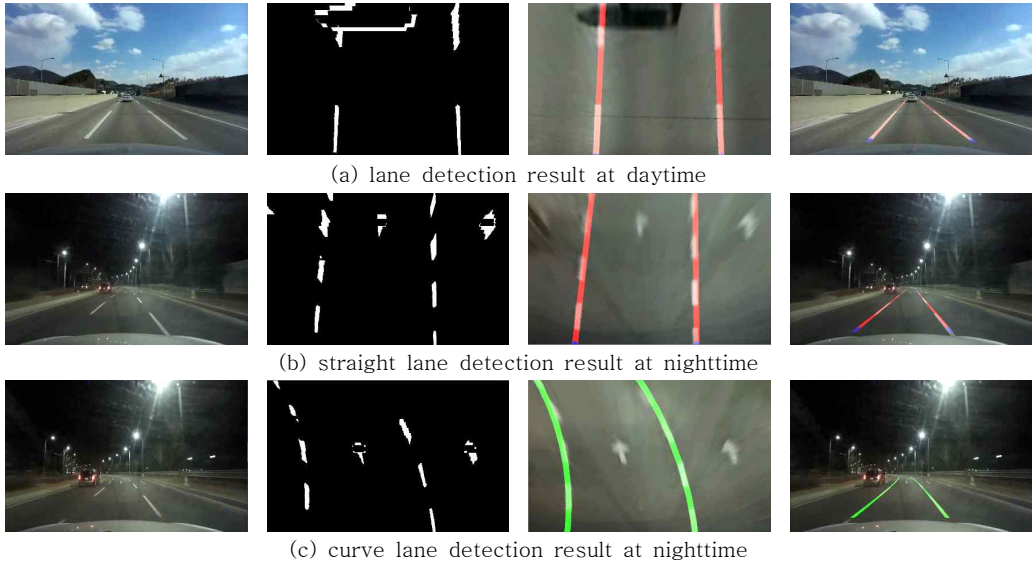 (a) lane detection result at daytime
(b) straight lane detection result at nighttime
(c) curve lane detection result at nighttime